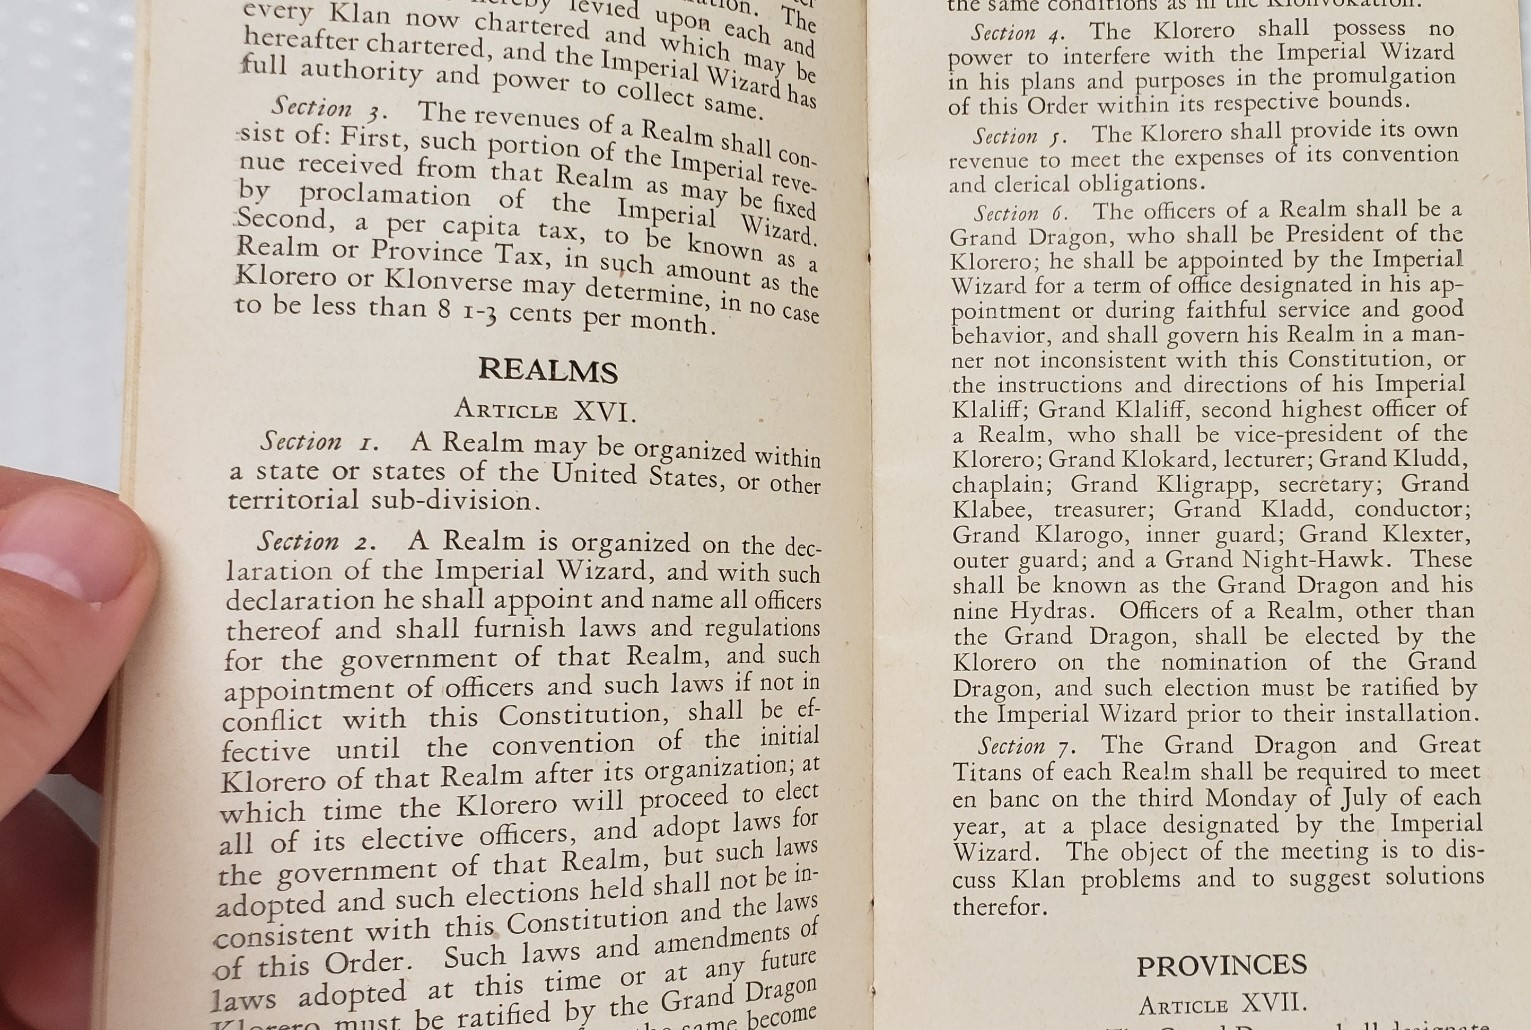 levied upon each and
every Klan now chartered and which may be
hereafter chartered, and the Imperial Wizard has
full authority and power to collect same.
Section 3. The revenues of a Realm shall con-
sist of: First, such portion of the Imperial reve-
nue received from that Realm as may be fixed
by proclamation of the Imperial Wizard.
Second, a per capita tax, to be known as a
Realm or Province Tax, in such amount as the
Klorero or Klonverse may determine, in no case
to be less than 8 1-3 cents per month.
REALMS
Article XVI.
Section 1. A Realm may be organized within
a state or states of the United States, or other
territorial sub-division.
Section 2. A Realm is organized on the dec-
laration of the Imperial Wizard, and with such
declaration he shall appoint and name all officers
thereof and shall furnish laws and regulations
for the government of that Realm, and such
appointment of officers and such laws if not in
conflict with this Constitution, shall be ef-
fective until the convention of the initial
Klorero of that Realm after its organization; at
which time the Klorero will proceed to elect
all of its elective officers, and adopt laws for
the government of that Realm, but such laws
adopted and such elections held shall not be in-
consistent with this Constitution and the laws
of this Order. Such laws and amendments of
laws adopted at this time or at any future
Klorero must be ratified by the Grand Dragon
same become
the same conditions as in the Klonvokation.
Section 4. The Klorero shall possess no
power to interfere with the Imperial Wizard
in his plans and purposes in the promulgation
of this Order within its respective bounds.
Section 5. The Klorero shall provide its own
revenue to meet the expenses of its convention
and clerical obligations.
Section 6. The officers of a Realm shall be a
Grand Dragon, who shall be President of the
Klorero; he shall be appointed by the Imperial
Wizard for a term of office designated in his ap-
pointment or during faithful service and good
behavior, and shall govern his Realm in a man-
ner not inconsistent with this Constitution, or
the instructions and directions of his Imperial
Klaliff; Grand Klaliff, second highest officer of
a Realm, who shall be vice-president of the
Klorero; Grand Klokard, lecturer; Grand Kludd,
chaplain; Grand Kligrapp, secretary; Grand
Klabee, treasurer; Grand Kladd, conductor;
Grand Klarogo, inner guard; Grand Klexter,
outer guard; and a Grand Night-Hawk. These
shall be known as the Grand Dragon and his
nine Hydras. Officers of a Realm, other than
the Grand Dragon, shall be elected by the
Klorero on the nomination of the Grand
Dragon, and such election must be ratified by
the Imperial Wizard prior to their installation.
Section 7. The Grand Dragon and Great
Titans of each Realm shall be required to meet
en banc on the third Monday of July of each
year, at a place designated by the Imperial
Wizard. The object of the meeting is to dis-
cuss Klan problems and to suggest solutions
therefor.
PROVINCES
Article XVII.